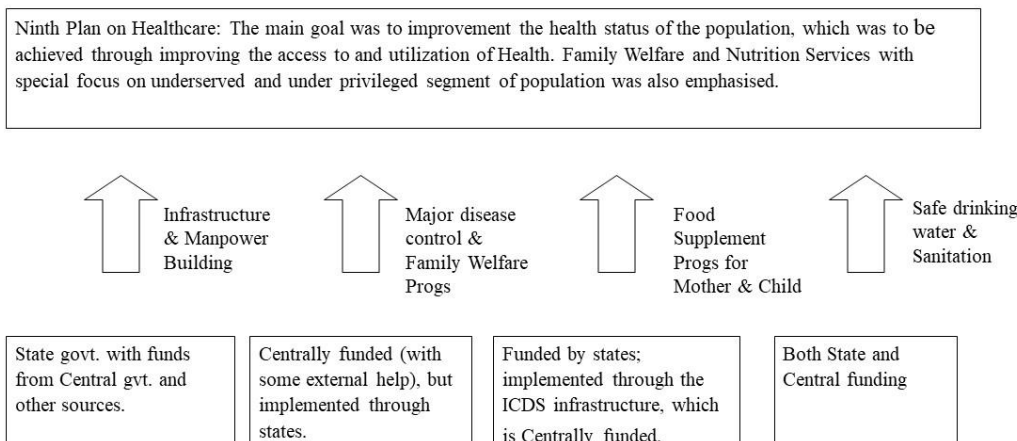 Ninth Plan on Healthcare: The main goal was to improvement the health status of the population, which was to be
achieved through improving the access to and utilization of Health. Family Welfare and Nutrition Services with
special focus on underserved and under privileged segment of population was also emphasised.
Infrastructure
& Manpower
Building
Major disease
control &
Family Welfare
Progs
Food
Supplement
Progs for
Mother & Child
Safe drinking
water &
Sanitation
State govt. with funds
from Central gvt. and
other sources.
Centrally funded (with
some external help), but
implemented through
states.
Funded by states;
implemented through the
ICDS infrastructure, which
is Centrally funded.
Both State and
Central funding